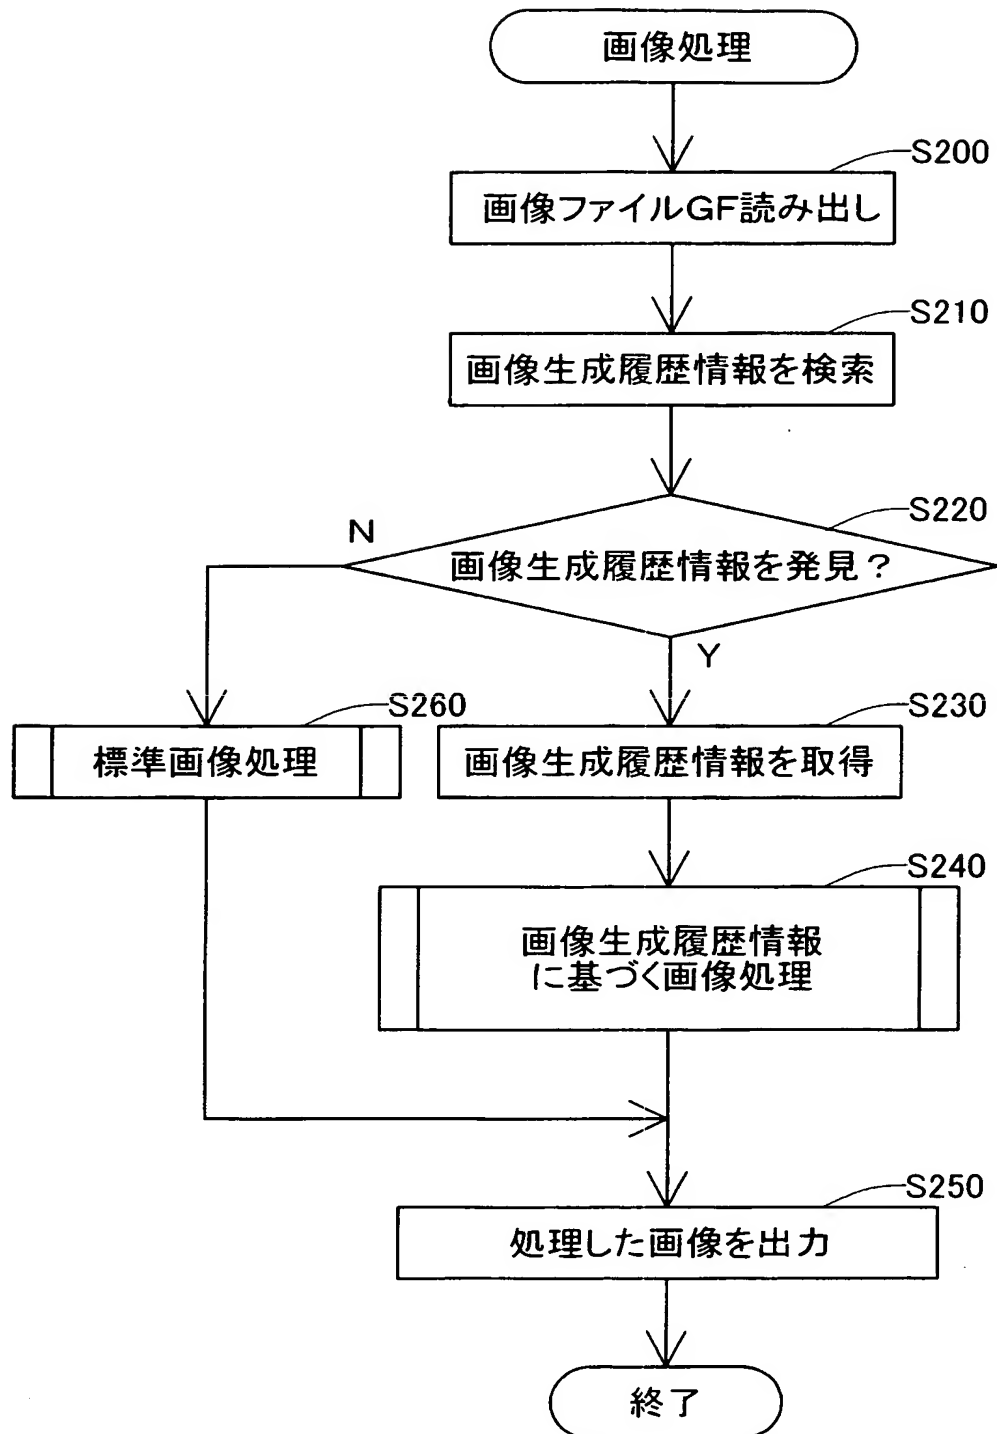 画像処理
S200
画像ファイルGF読み出し
S210
画像生成履歴情報を検索
S220
N
画像生成履歴情報を発見？
Y
S260
標準画像処理
S230
画像生成履歴情報を取得
S240
画像生成履歴情報
に基づく画像処理
S250
処理した画像を出力
終了